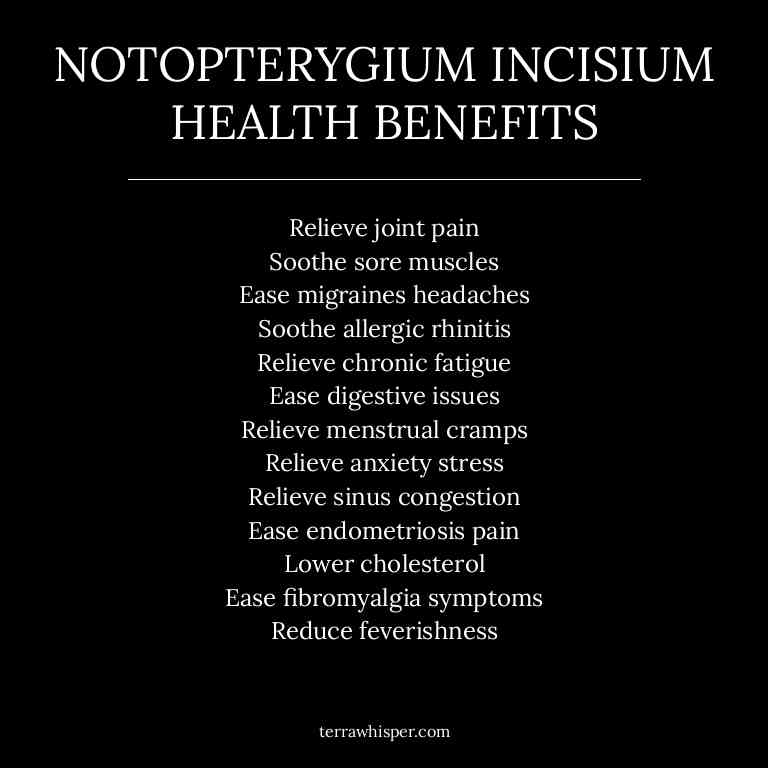 NOTOPTERYGIUM INCISIUM
HEALTH BENEFITS
Relieve joint pain
Soothe sore muscles
Ease migraines headaches
Soothe allergic rhinitis
Relieve chronic fatigue
Ease digestive issues
Relieve menstrual cramps
Relieve anxiety stress
Relieve sinus congestion
Ease endometriosis pain
Lower cholesterol
Ease fibromyalgia symptoms
Reduce feverishness
terrawhisper.com